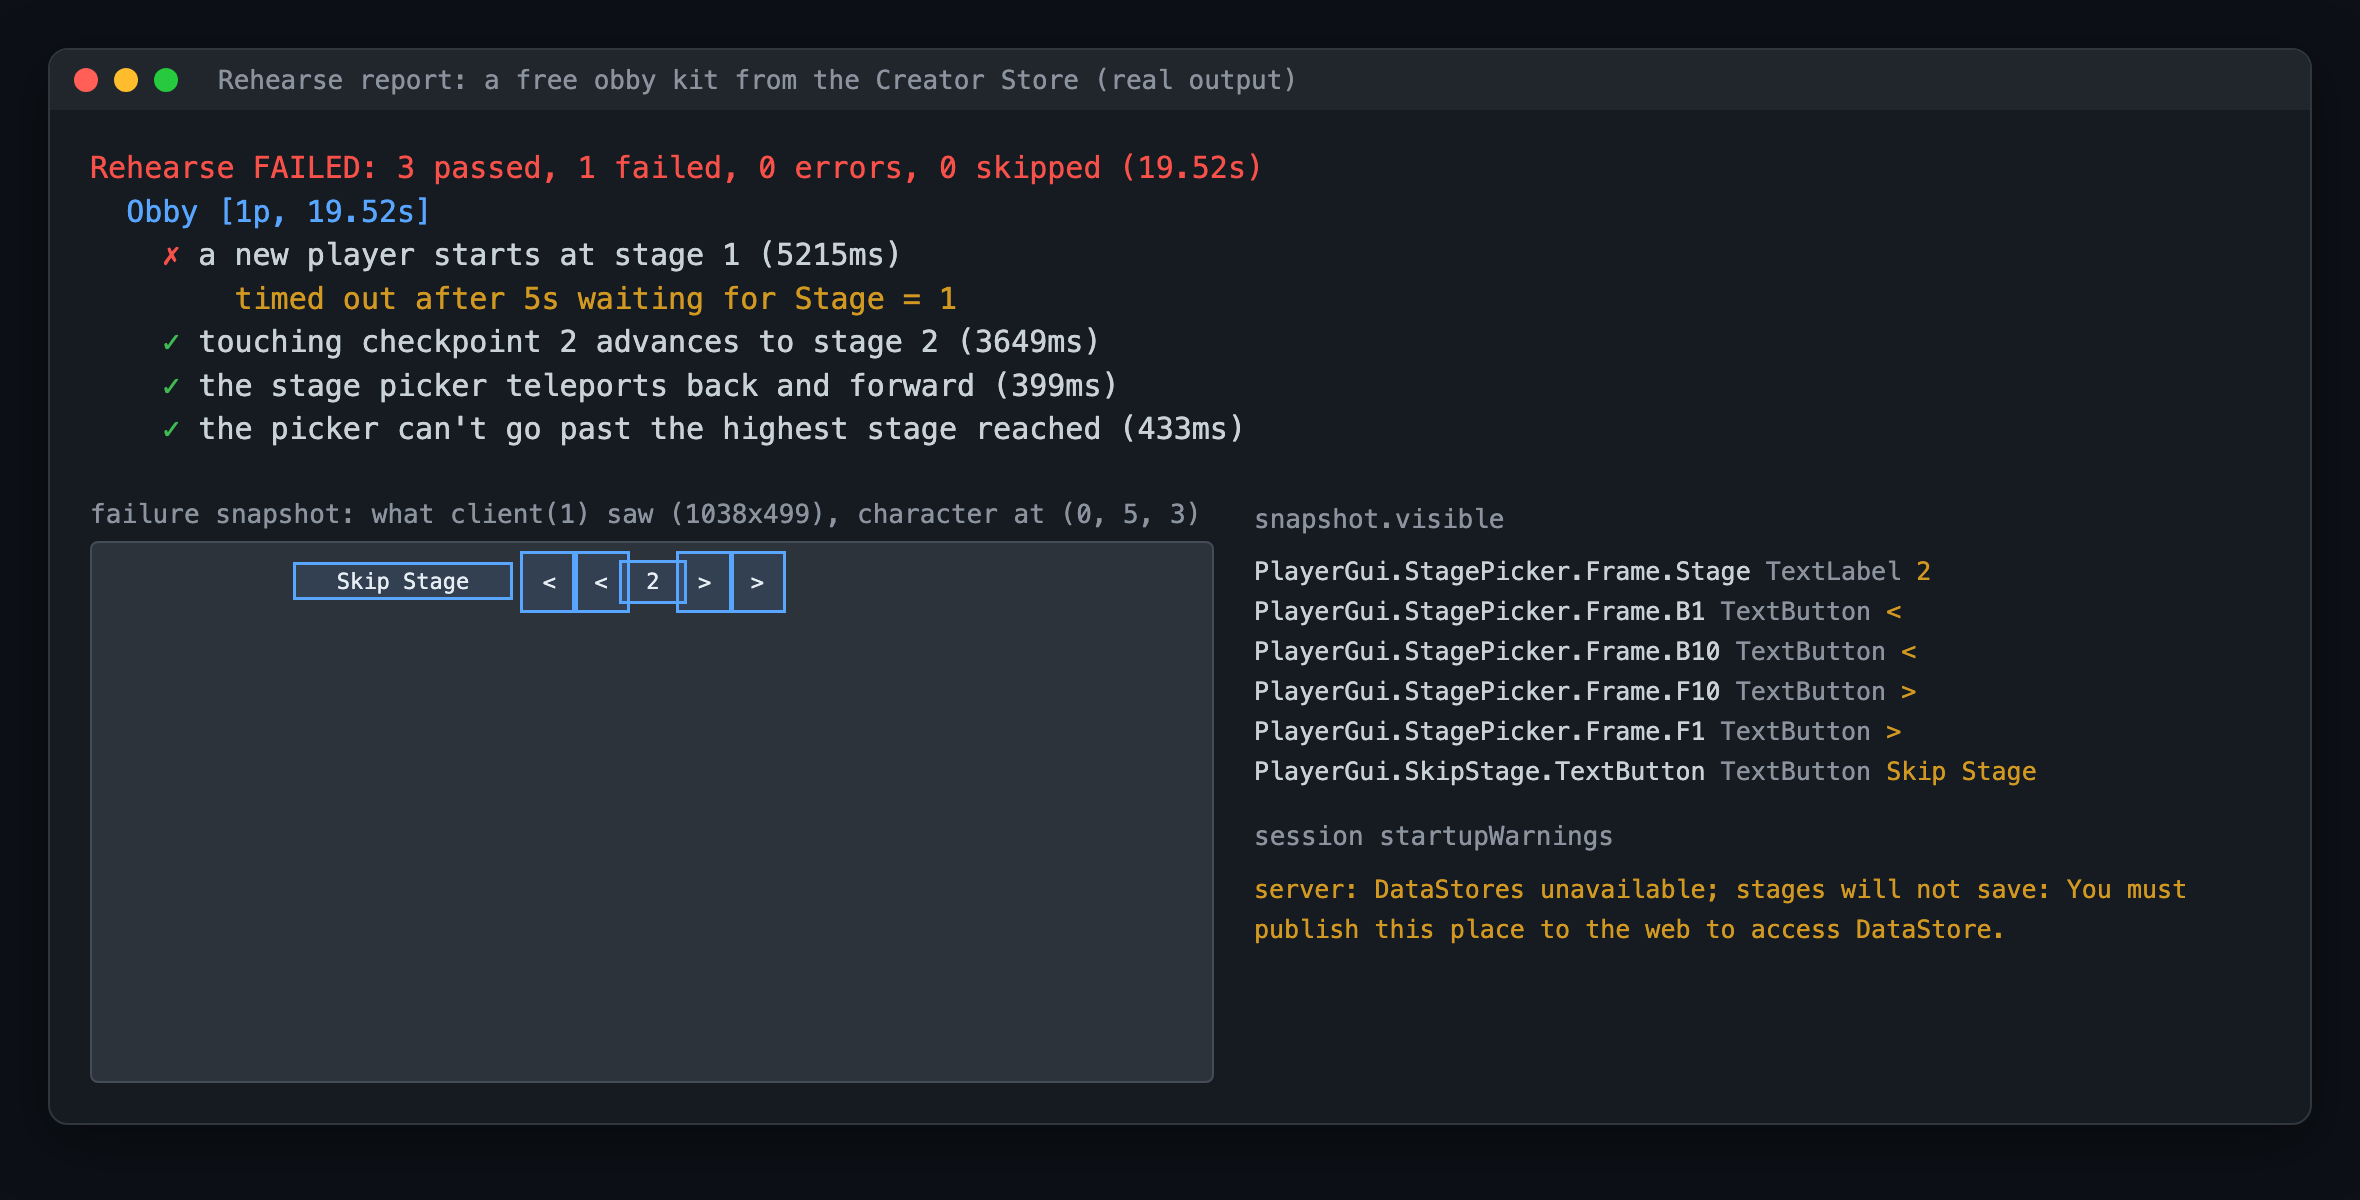 Rehearse report: a free obby kit from the Creator Store (real output)
Rehearse FAILED: 3 passed, 1 failed, 0 errors, 0 skipped (19.52s)
Obby [1p, 19.52s]
✗ a new player starts at stage 1 (5215ms)
timed out after 5s waiting for Stage = 1
✓ touching checkpoint 2 advances to stage 2 (3649ms)
✓ the stage picker teleports back and forward (399ms)
✓ the picker can't go past the highest stage reached (433ms)
failure snapshot: what client(1) saw (1038x499), character at (0, 5, 3)
Skip Stage < < 2 > >
snapshot.visible
PlayerGui.StagePicker.Frame.Stage TextLabel 2
PlayerGui.StagePicker.Frame.B1 TextButton <
PlayerGui.StagePicker.Frame.B10 TextButton <
PlayerGui.StagePicker.Frame.F10 TextButton >
PlayerGui.StagePicker.Frame.F1 TextButton >
PlayerGui.SkipStage.TextButton TextButton Skip Stage
session startupWarnings
server: DataStores unavailable; stages will not save: You must
publish this place to the web to access DataStore.